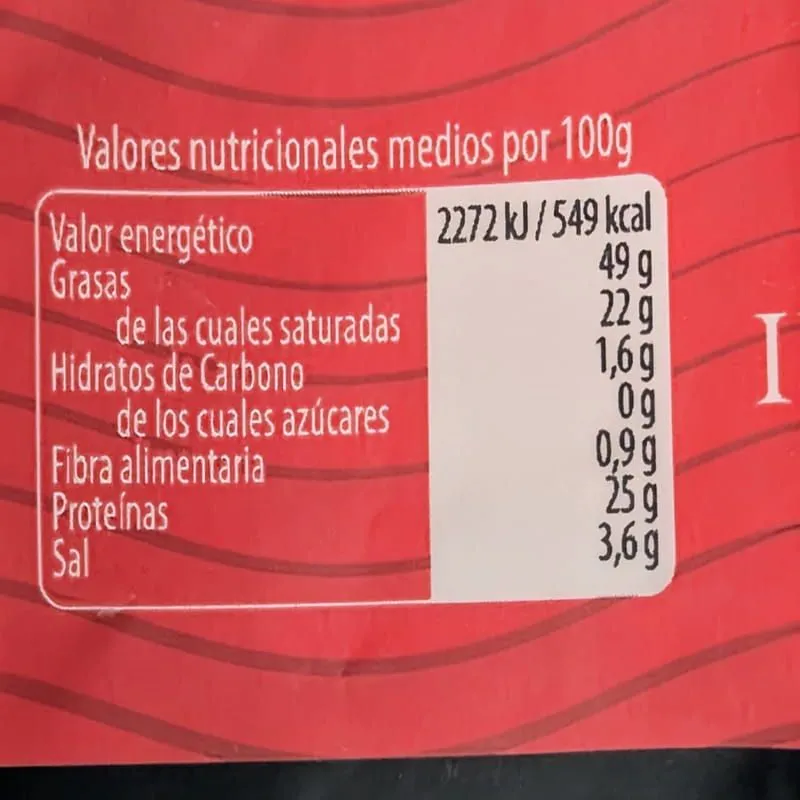 Valores nutricionales medios por 100g
Valor energético 2272 kJ / 549 kcal
Grasas 49 g
de las cuales saturadas 22 g
Hidratos de Carbono 1,6 g
de los cuales azúcares 0 g
Fibra alimentaria 0,9 g
Proteínas 25 g
Sal 3,6 g
I